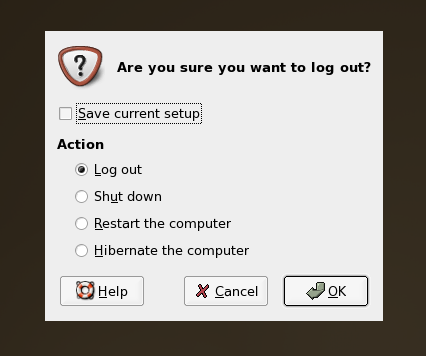 Are you sure you want to log out?
Save current setup
Action
Log out
Shut down
Restart the computer
Hibernate the computer
Help Cancel OK